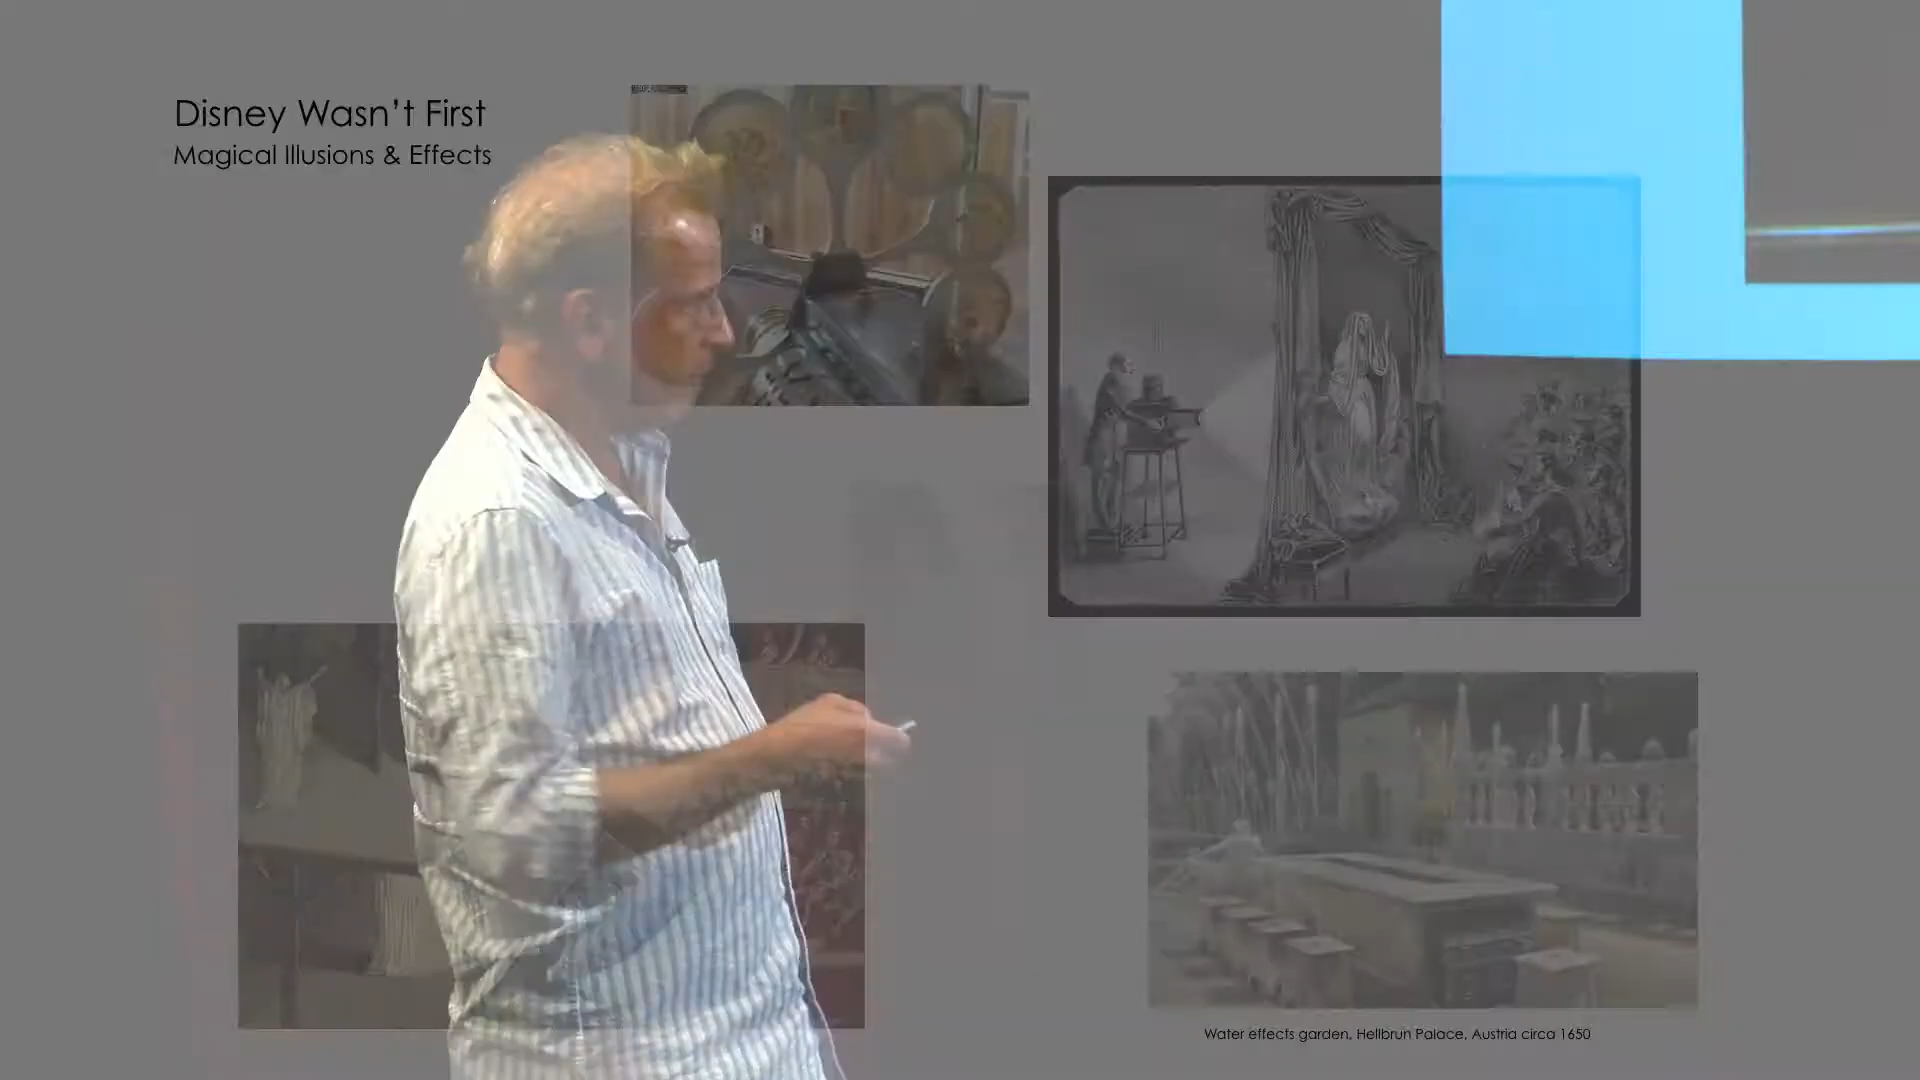 Disney Wasn’t First
Magical Illusions & Effects
Water effects garden, Hellbrun Palace, Austria circa 1650